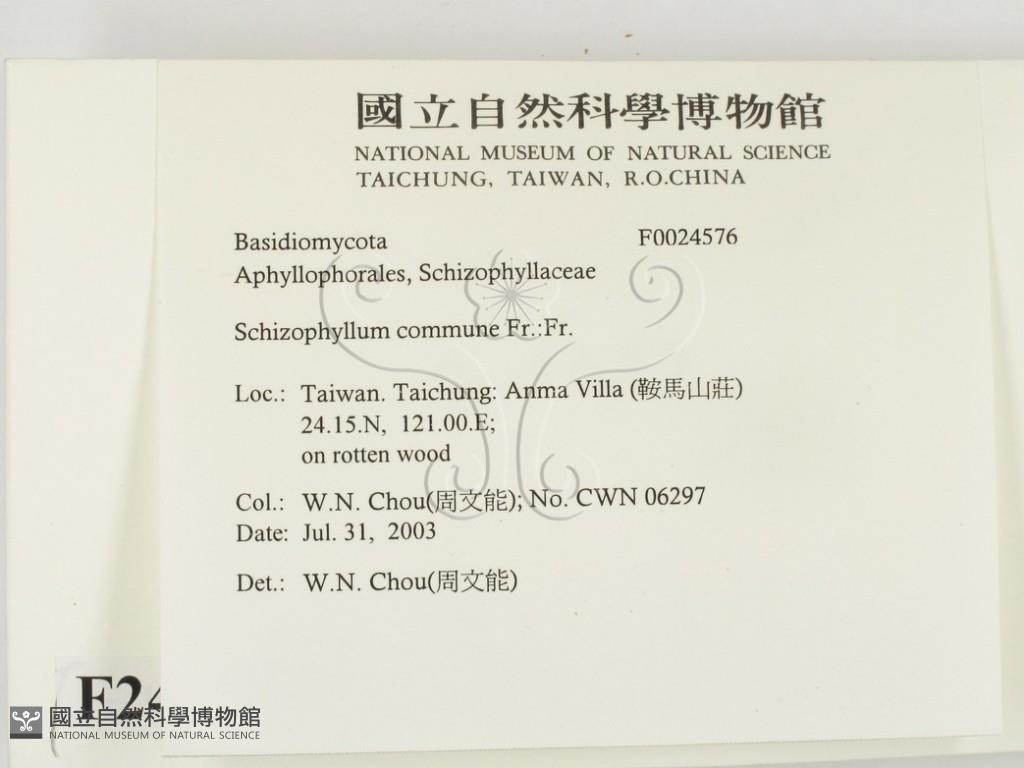 國立自然科學博物館
NATIONAL MUSEUM OF NATURAL SCIENCE
TAICHUNG, TAIWAN, R.O.CHINA
Basidiomycota F0024576
Aphyllophorales, Schizophyllaceae
Schizophyllum commune Fr.:Fr.
Loc.: Taiwan. Taichung: Anma Villa (鞍馬山莊)
24.15.N, 121.00.E;
on rotten wood
Col.: W.N. Chou(周文能); No. CWN 06297
Date: Jul. 31, 2003
Det.: W.N. Chou(周文能)
F24
國立自然科學博物館
NATIONAL MUSEUM OF NATURAL SCIENCE